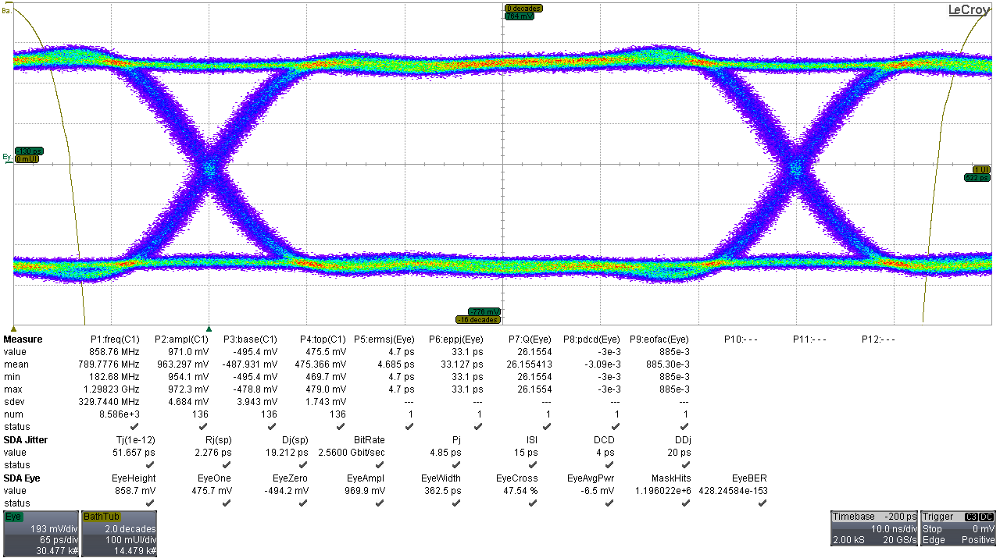 Ba.
0 decades
764 mV
LeCroy
-130 ps
Ey.
0 mUI
1 UI
522 ps
-776 mV
-16 decades
Measure P1:freq(C1) P2:ampl(C1) P3:base(C1) P4:top(C1) P5:ermsj(Eye) P6:eppj(Eye) P7:Q(Eye) P8:pdcd(Eye) P9:eofac(Eye) P10:- - - P11:- - - P12:- - -
value 858.76 MHz 971.0 mV -495.4 mV 475.5 mV 4.7 ps 33.1 ps 26.1554 -3e-3 885e-3
mean 789.7776 MHz 963.297 mV -487.931 mV 475.366 mV 4.685 ps 33.127 ps 26.155413 -3.09e-3 885.30e-3
min 182.68 MHz 954.1 mV -495.4 mV 469.7 mV 4.7 ps 33.1 ps 26.1554 -3e-3 885e-3
max 1.29823 GHz 972.3 mV -478.8 mV 479.0 mV 4.7 ps 33.1 ps 26.1554 -3e-3 885e-3
sdev 329.7440 MHz 4.684 mV 3.943 mV 1.743 mV --- --- --- --- ---
num 8.586e+3 136 136 136 1 1 1 1 1
status
SDA Jitter Tj(1e-12) Rj(sp) Dj(sp) BitRate Pj ISI DCD DDj
value 51.657 ps 2.276 ps 19.212 ps 2.5600 Gbit/sec 4.85 ps 15 ps 4 ps 20 ps
status
SDA Eye EyeHeight EyeOne EyeZero EyeAmpl EyeWidth EyeCross EyeAvgPwr MaskHits EyeBER
value 858.7 mV 475.7 mV -494.2 mV 969.9 mV 362.5 ps 47.54 % -6.5 mV 1.196022e+6 428.24584e-153
status
Eye
193 mV/div
65 ps/div
30.477 k#
BathTub
2.0 decades
100 mUI/div
14.479 k#
Timebase -200 ps
10.0 ns/div
2.00 kS 20 GS/s
Trigger C3 DC
Stop 0 mV
Edge Positive